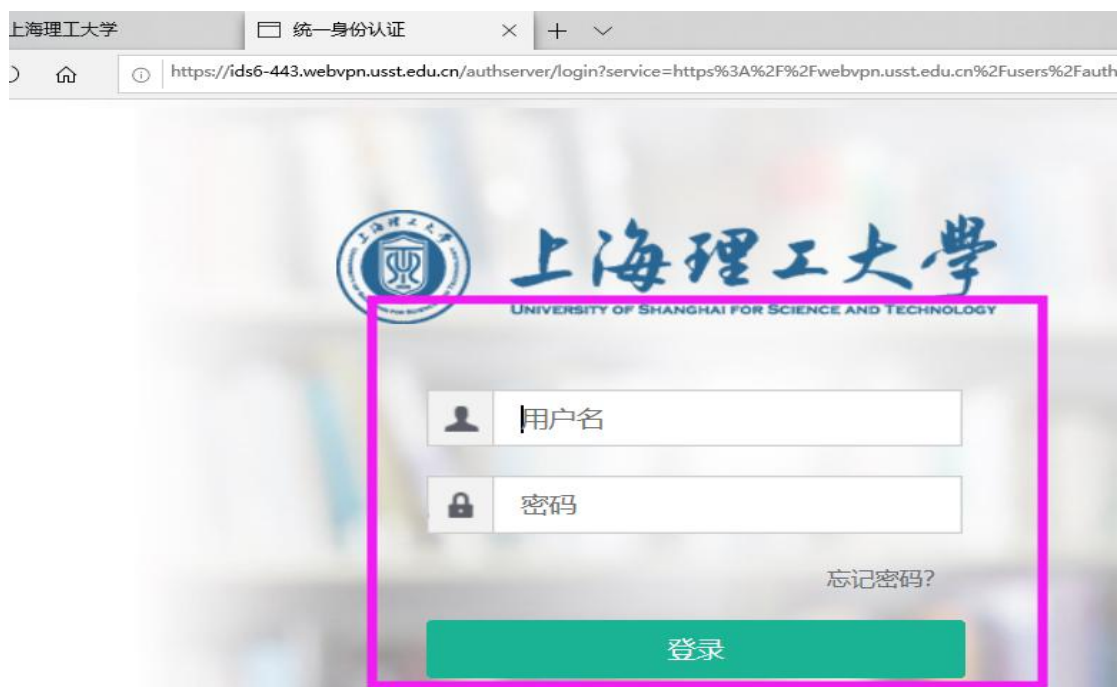 上海理工大学
统一身份认证
https://ids6-443.webvpn.usst.edu.cn/authserver/login?service=https%3A%2F%2Fwebvpn.usst.edu.cn%2Fusers%2Fauth
上海理工大學
UNIVERSITY OF SHANGHAI FOR SCIENCE AND TECHNOLOGY
用户名
密码
忘记密码?
登录